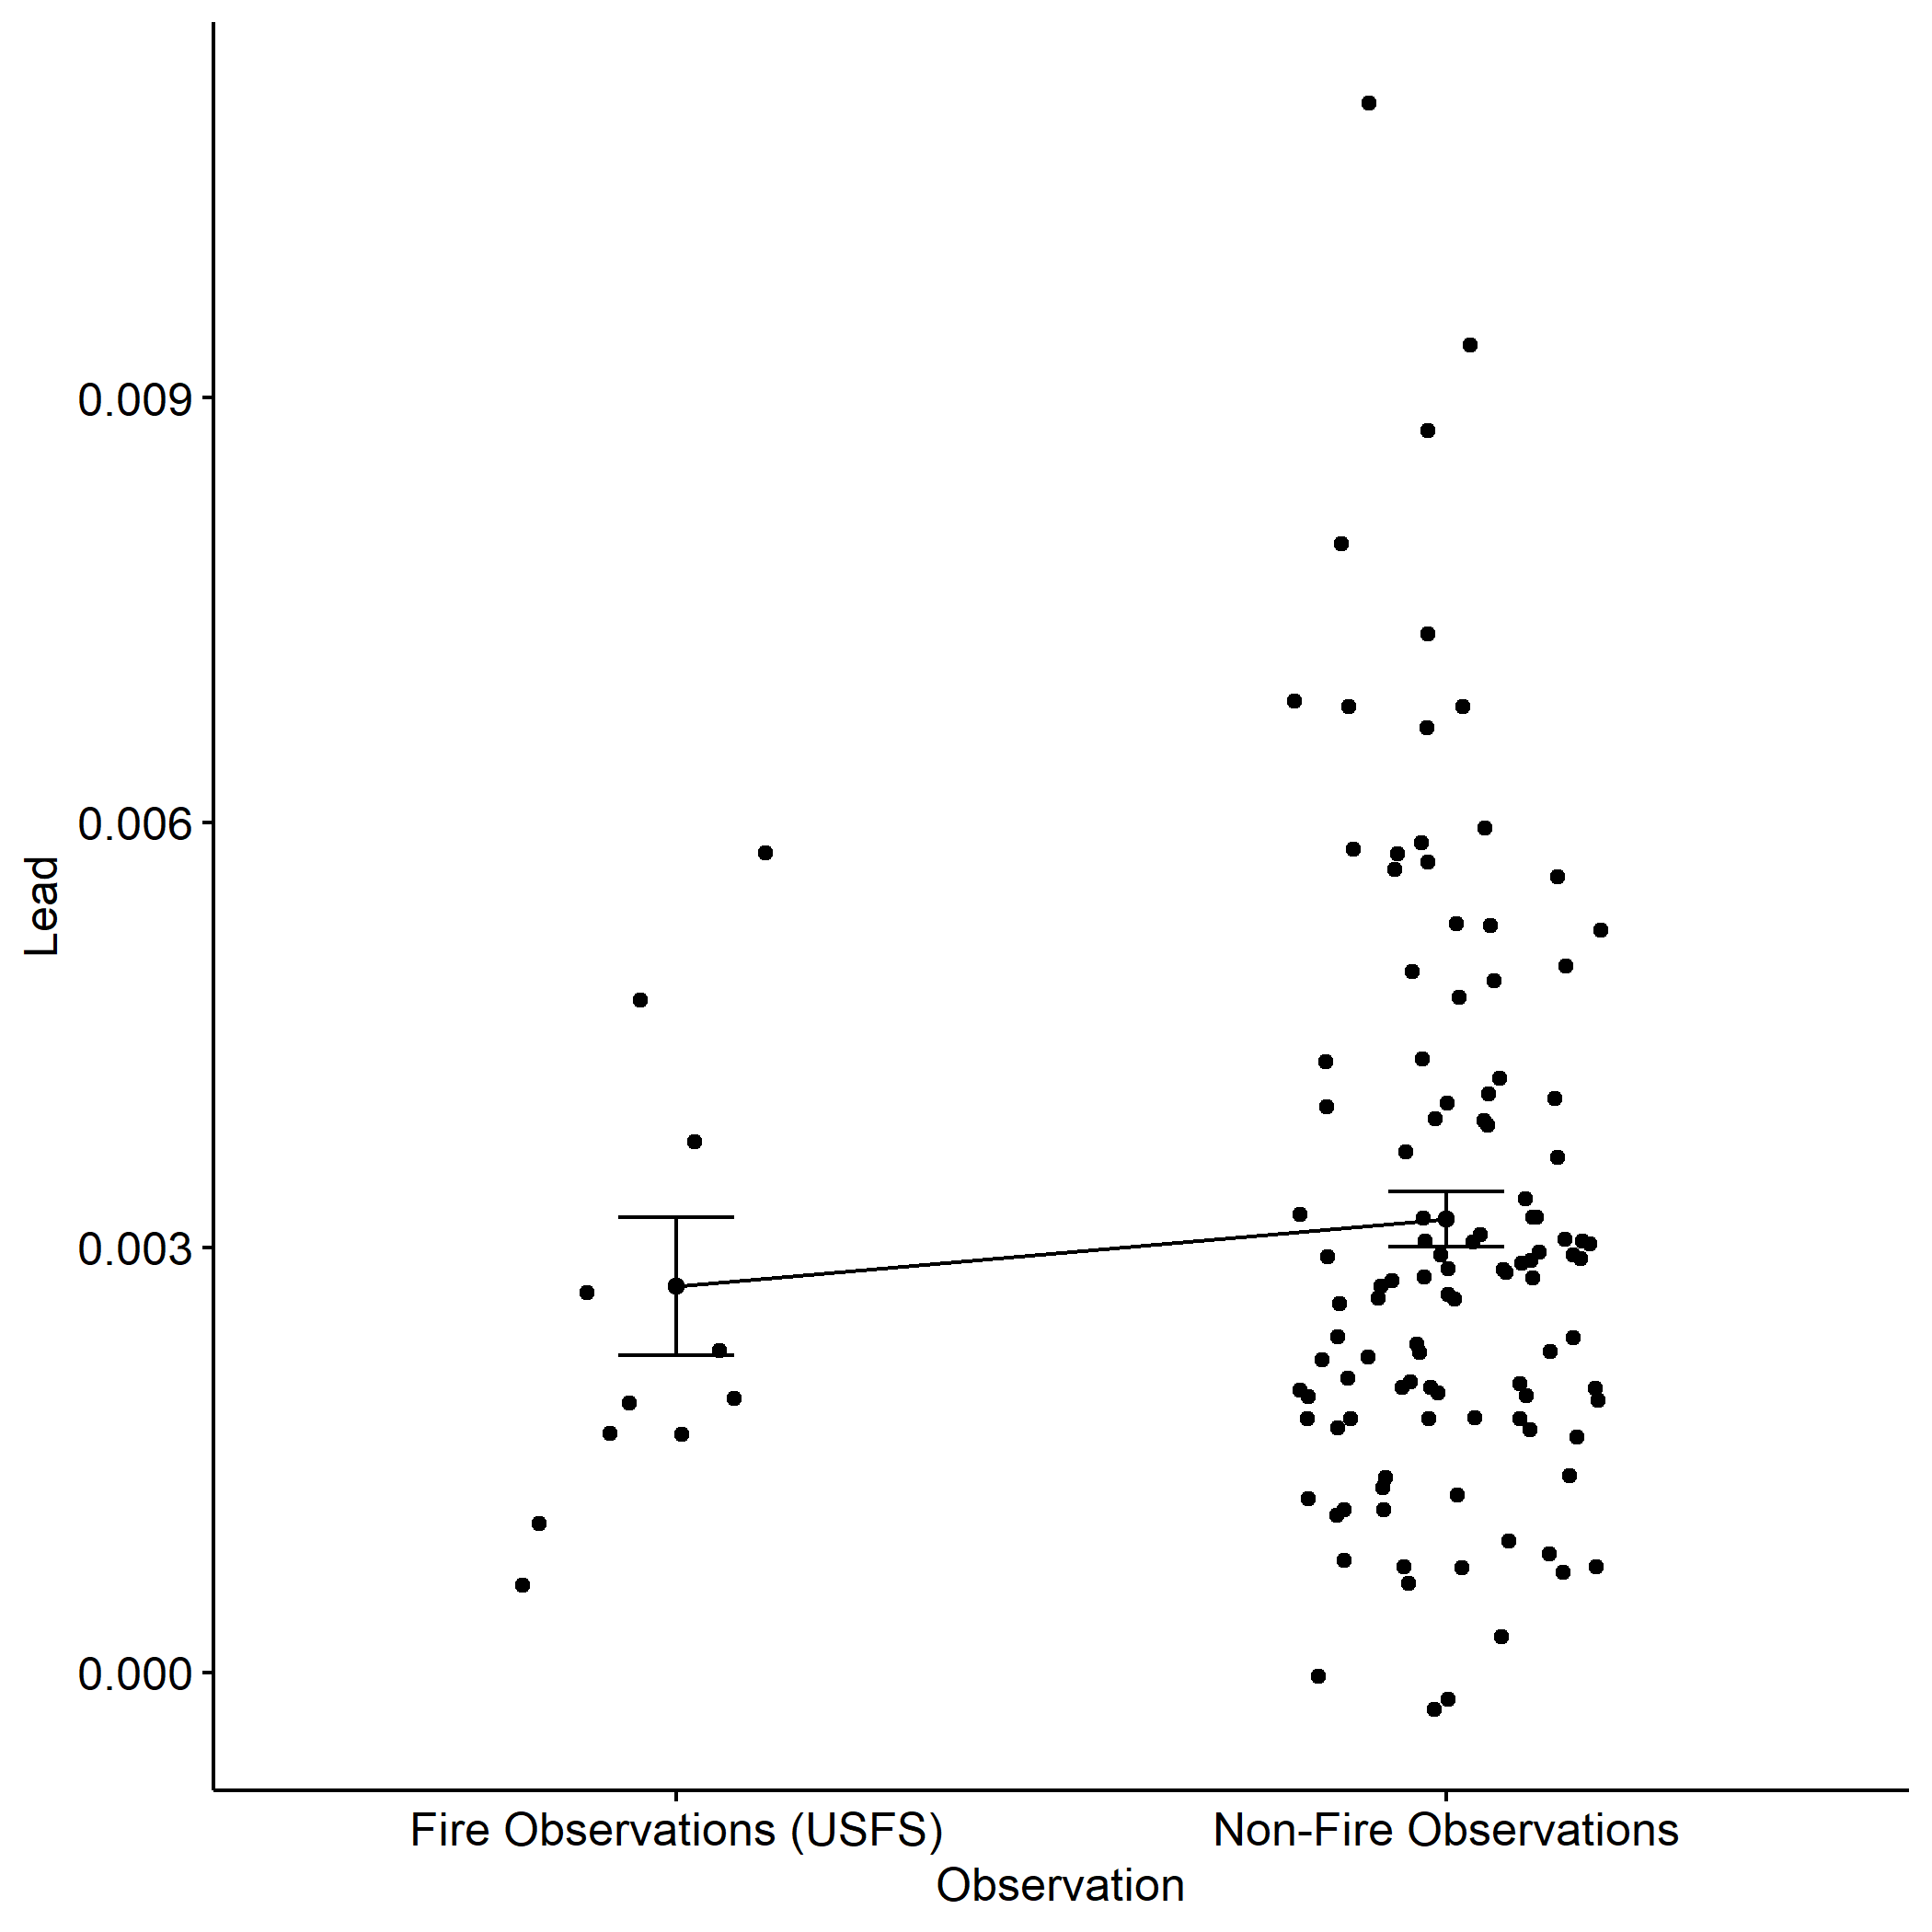 0.009
0.006
0.003
0.000
Lead
Fire Observations (USFS)
Non-Fire Observations
Observation